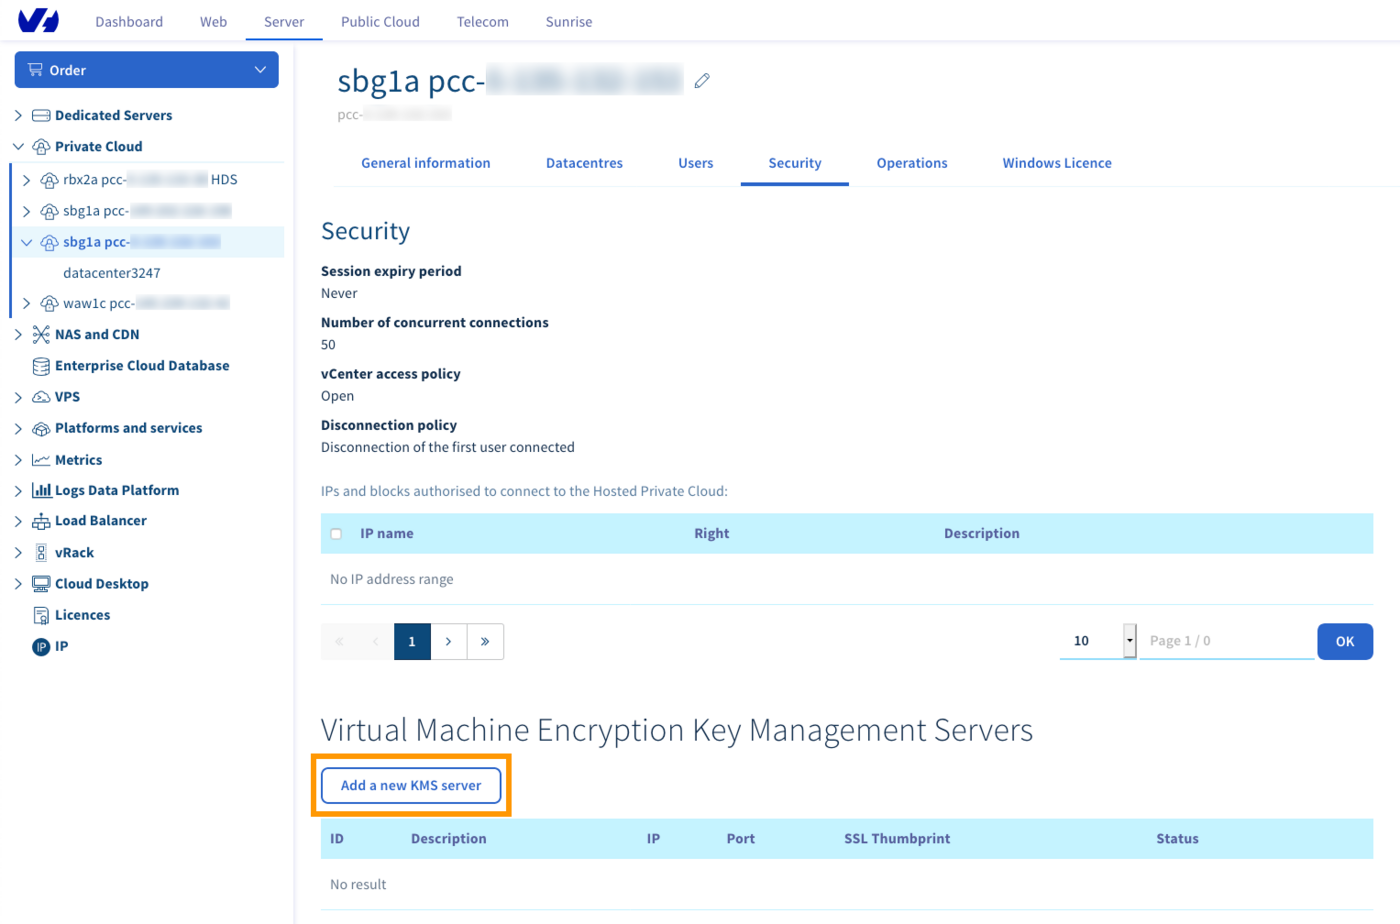 Dashboard Web Server Public Cloud Telecom Sunrise
Order
Dedicated Servers
Private Cloud
rbx2a pcc- HDS
sbg1a pcc-
sbg1a pcc-
datacenter3247
waw1c pcc-
NAS and CDN
Enterprise Cloud Database
VPS
Platforms and services
Metrics
Logs Data Platform
Load Balancer
vRack
Cloud Desktop
Licences
IP IP
sbg1a pcc-
pcc-
General information Datacentres Users Security Operations Windows Licence
Security
Session expiry period
Never
Number of concurrent connections
50
vCenter access policy
Open
Disconnection policy
Disconnection of the first user connected
IPs and blocks authorised to connect to the Hosted Private Cloud:
IP name Right Description
No IP address range
« ‹ 1 › » 10 Page 1 / 0 OK
Virtual Machine Encryption Key Management Servers
Add a new KMS server
ID Description IP Port SSL Thumbprint Status
No result